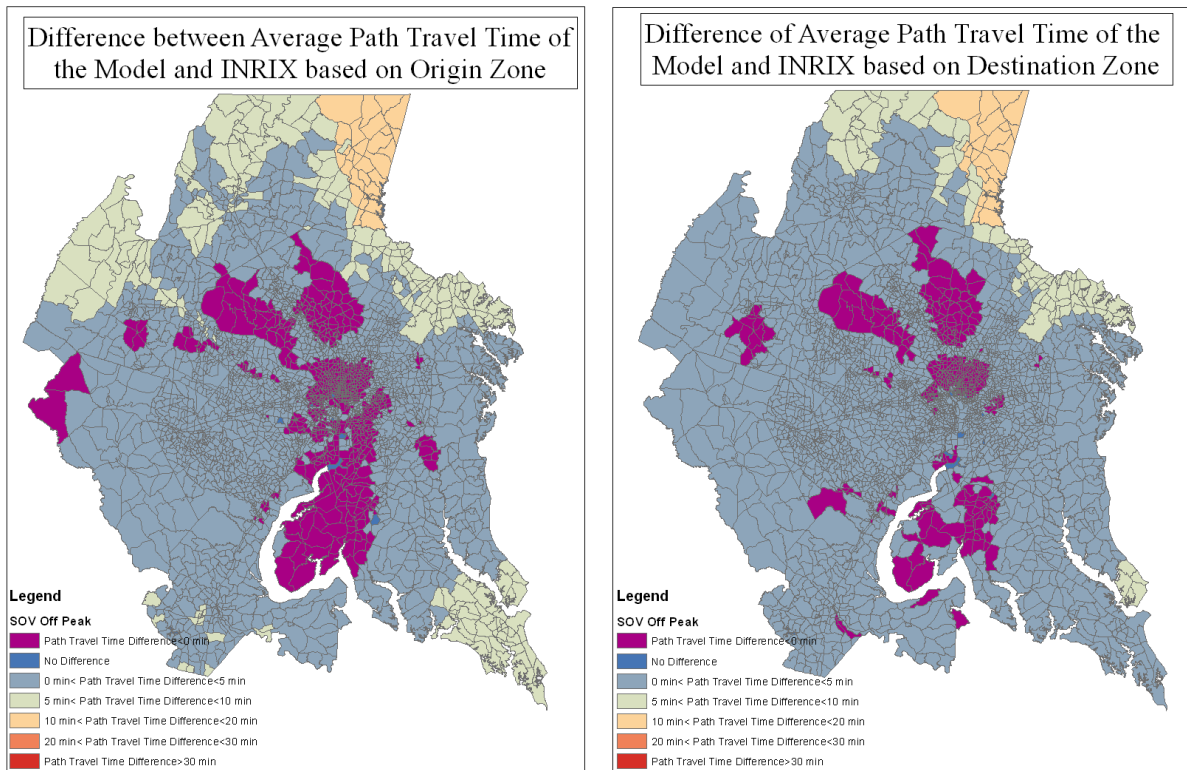 Difference between Average Path Travel Time of
the Model and INRIX based on Origin Zone
Legend
SOV Off Peak
Path Travel Time Difference<0 min
No Difference
0 min< Path Travel Time Difference<5 min
5 min< Path Travel Time Difference<10 min
10 min< Path Travel Time Difference<20 min
20 min< Path Travel Time Difference<30 min
Path Travel Time Difference>30 min
Difference of Average Path Travel Time of the
Model and INRIX based on Destination Zone
Legend
SOV Off Peak
Path Travel Time Difference<0 min
No Difference
0 min< Path Travel Time Difference<5 min
5 min< Path Travel Time Difference<10 min
10 min< Path Travel Time Difference<20 min
20 min< Path Travel Time Difference<30 min
Path Travel Time Difference>30 min